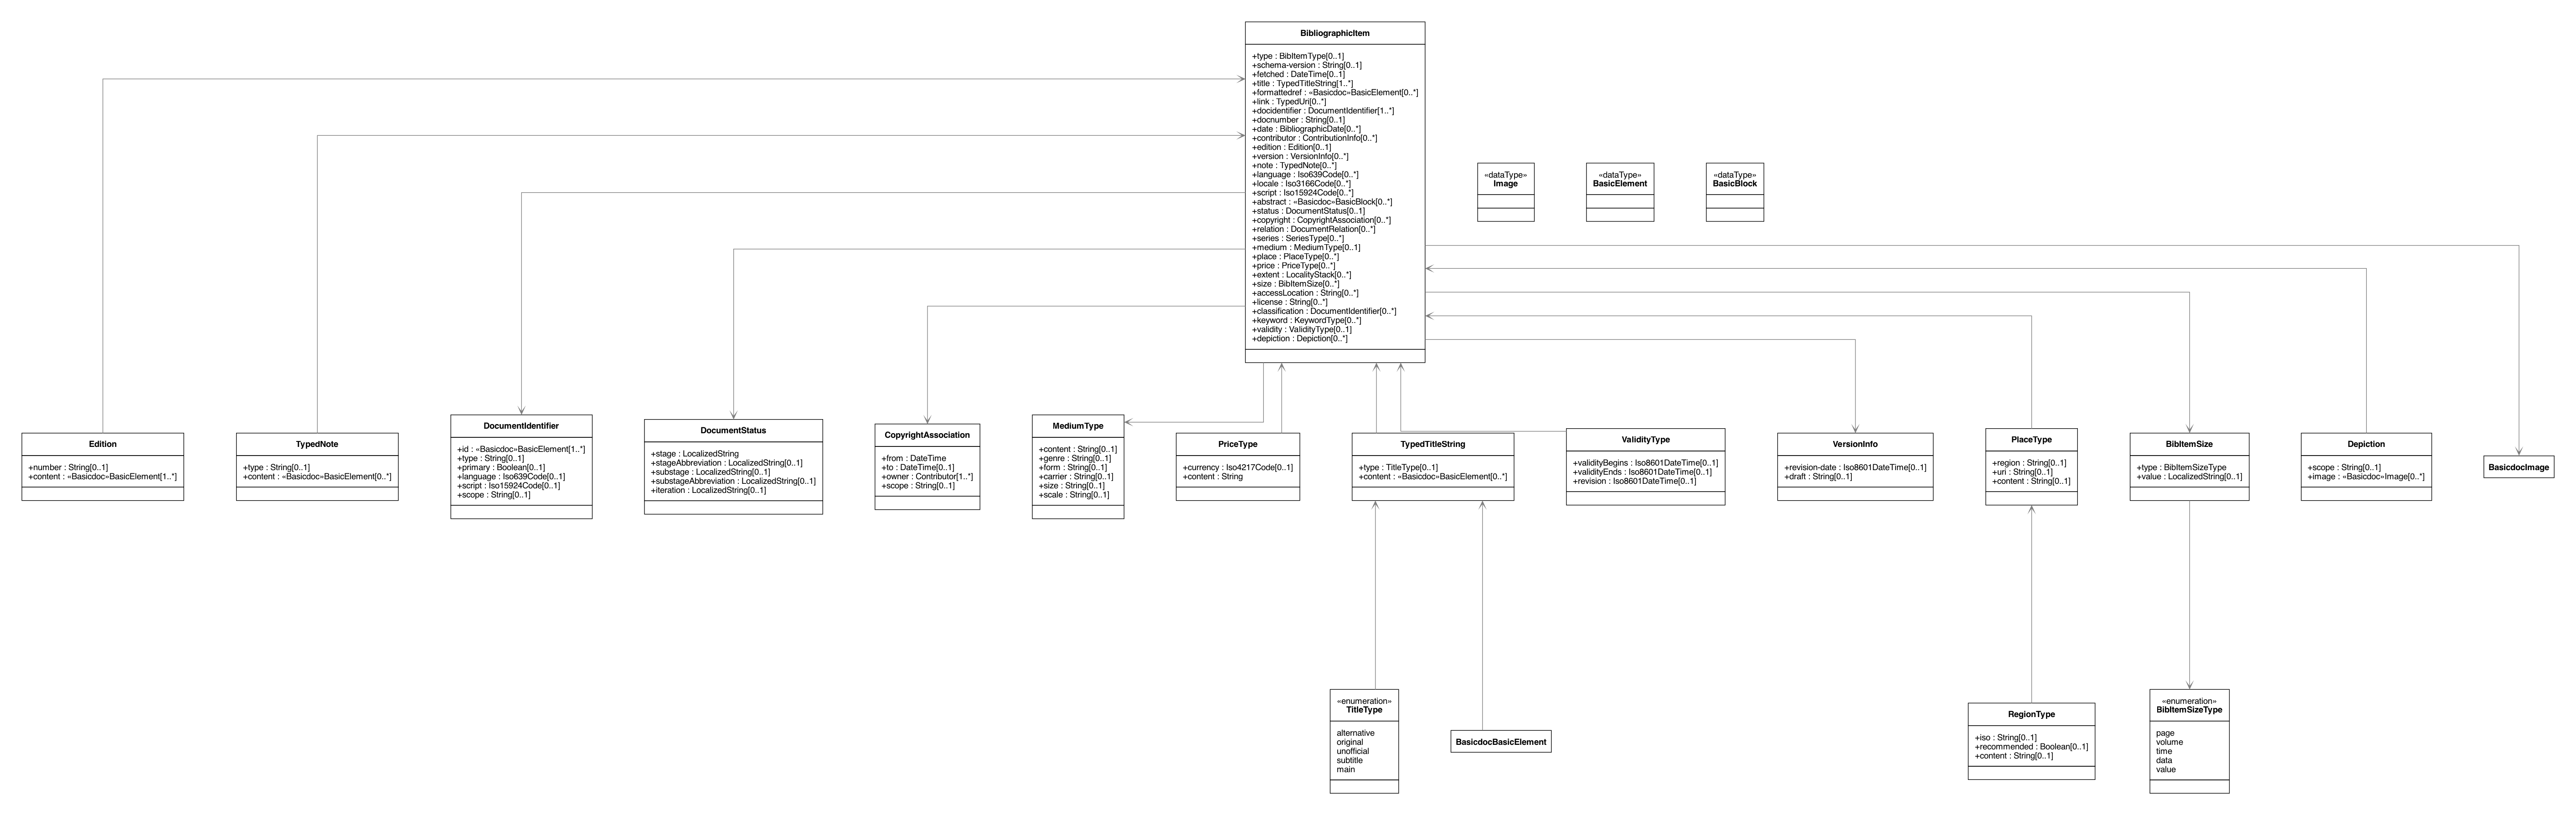 BibliographicItem
+type : BibItemType[0..1]
+schema-version : String[0..1]
+fetched : DateTime[0..1]
+title : TypedTitleString[1..*]
+formattedref : «Basicdoc»BasicElement[0..*]
+link : TypedUri[0..*]
+docidentifier : DocumentIdentifier[1..*]
+docnumber : String[0..1]
+date : BibliographicDate[0..*]
+contributor : ContributionInfo[0..*]
+edition : Edition[0..1]
+version : VersionInfo[0..*]
+note : TypedNote[0..*]
+language : Iso639Code[0..*]
+locale : Iso3166Code[0..*]
+script : Iso15924Code[0..*]
+abstract : «Basicdoc»BasicBlock[0..*]
+status : DocumentStatus[0..1]
+copyright : CopyrightAssociation[0..*]
+relation : DocumentRelation[0..*]
+series : SeriesType[0..*]
+medium : MediumType[0..1]
+place : PlaceType[0..*]
+price : PriceType[0..*]
+extent : LocalityStack[0..*]
+size : BibItemSize[0..*]
+accessLocation : String[0..*]
+license : String[0..*]
+classification : DocumentIdentifier[0..*]
+keyword : KeywordType[0..*]
+validity : ValidityType[0..1]
+depiction : Depiction[0..*]
«dataType»
Image
«dataType»
BasicElement
«dataType»
BasicBlock
Edition
+number : String[0..1]
+content : «Basicdoc»BasicElement[1..*]
TypedNote
+type : String[0..1]
+content : «Basicdoc»BasicElement[0..*]
DocumentIdentifier
+id : «Basicdoc»BasicElement[1..*]
+type : String[0..1]
+primary : Boolean[0..1]
+language : Iso639Code[0..1]
+script : Iso15924Code[0..1]
+scope : String[0..1]
DocumentStatus
+stage : LocalizedString
+stageAbbreviation : LocalizedString[0..1]
+substage : LocalizedString[0..1]
+substageAbbreviation : LocalizedString[0..1]
+iteration : LocalizedString[0..1]
CopyrightAssociation
+from : DateTime
+to : DateTime[0..1]
+owner : Contributor[1..*]
+scope : String[0..1]
MediumType
+content : String[0..1]
+genre : String[0..1]
+form : String[0..1]
+carrier : String[0..1]
+size : String[0..1]
+scale : String[0..1]
PriceType
+currency : Iso4217Code[0..1]
+content : String
TypedTitleString
+type : TitleType[0..1]
+content : «Basicdoc»BasicElement[0..*]
ValidityType
+validityBegins : Iso8601DateTime[0..1]
+validityEnds : Iso8601DateTime[0..1]
+revision : Iso8601DateTime[0..1]
VersionInfo
+revision-date : Iso8601DateTime[0..1]
+draft : String[0..1]
PlaceType
+region : String[0..1]
+uri : String[0..1]
+content : String[0..1]
BibItemSize
+type : BibItemSizeType
+value : LocalizedString[0..1]
Depiction
+scope : String[0..1]
+image : «Basicdoc»Image[0..*]
BasicdocImage
«enumeration»
TitleType
alternative
original
unofficial
subtitle
main
BasicdocBasicElement
RegionType
+iso : String[0..1]
+recommended : Boolean[0..1]
+content : String[0..1]
«enumeration»
BibItemSizeType
page
volume
time
data
value